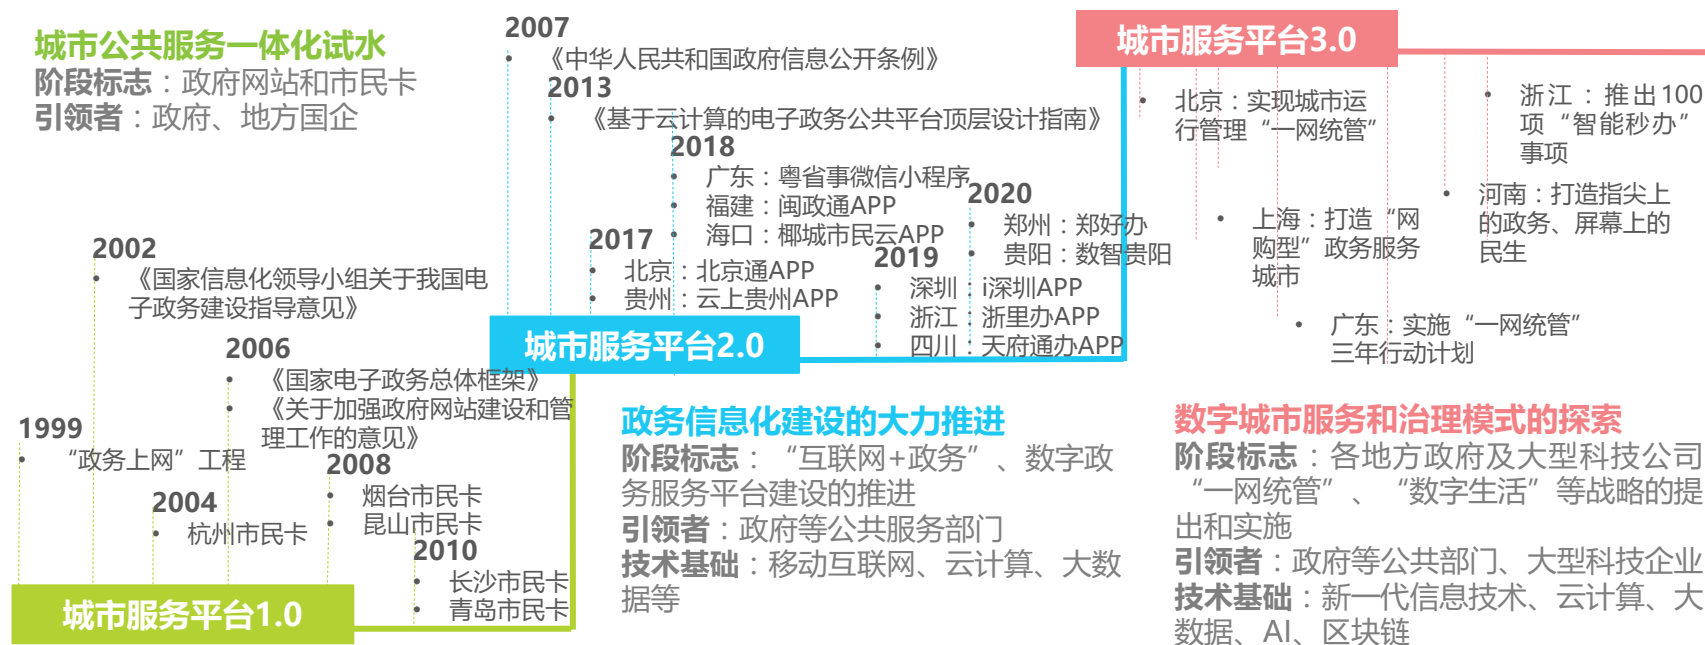 城市公共服务一体化试水
阶段标志：政府网站和市民卡
引领者：政府、地方国企
1999
“政务上网”工程
2002
《国家信息化领导小组关于我国电
子政务建设指导意见》
2004
杭州市民卡
2006
《国家电子政务总体框架》
《关于加强政府网站建设和管
理工作的意见》
2008
烟台市民卡
昆山市民卡
2010
长沙市民卡
青岛市民卡
城市服务平台1.0
2007
《中华人民共和国政府信息公开条例》
2013
《基于云计算的电子政务公共平台顶层设计指南》
2017
北京：北京通APP
贵州：云上贵州APP
2018
广东：粤省事微信小程序
福建：闽政通APP
海口：椰城市民云APP
2019
深圳：i深圳APP
浙江：浙里办APP
四川：天府通办APP
2020
郑州：郑好办
贵阳：数智贵阳
城市服务平台2.0
政务信息化建设的大力推进
阶段标志：“互联网+政务”、数字政
务服务平台建设的推进
引领者：政府等公共服务部门
技术基础：移动互联网、云计算、大数
据等
城市服务平台3.0
北京：实现城市运
行管理“一网统管”
上海：打造“网
购型”政务服务
城市
广东：实施“一网统管”
三年行动计划
河南：打造指尖上
的政务、屏幕上的
民生
浙江：推出100
项“智能秒办”
事项
数字城市服务和治理模式的探索
阶段标志：各地方政府及大型科技公司
“一网统管”、“数字生活”等战略的提
出和实施
引领者：政府等公共部门、大型科技企业
技术基础：新一代信息技术、云计算、大
数据、AI、区块链